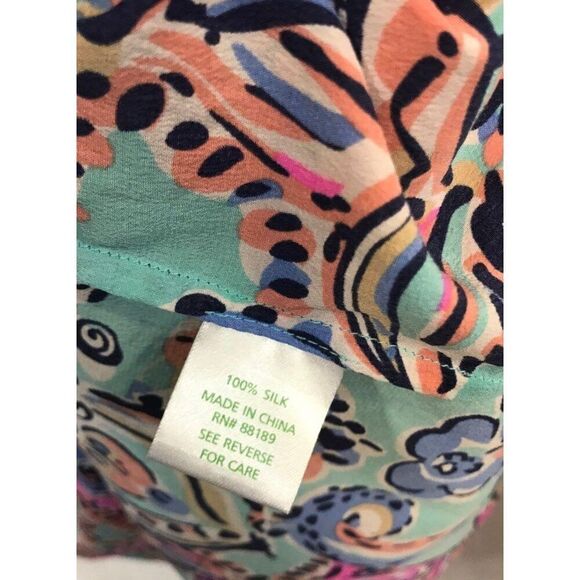 100% SILK
MADE IN CHINA
RN# 88189
SEE REVERSE
FOR CARE